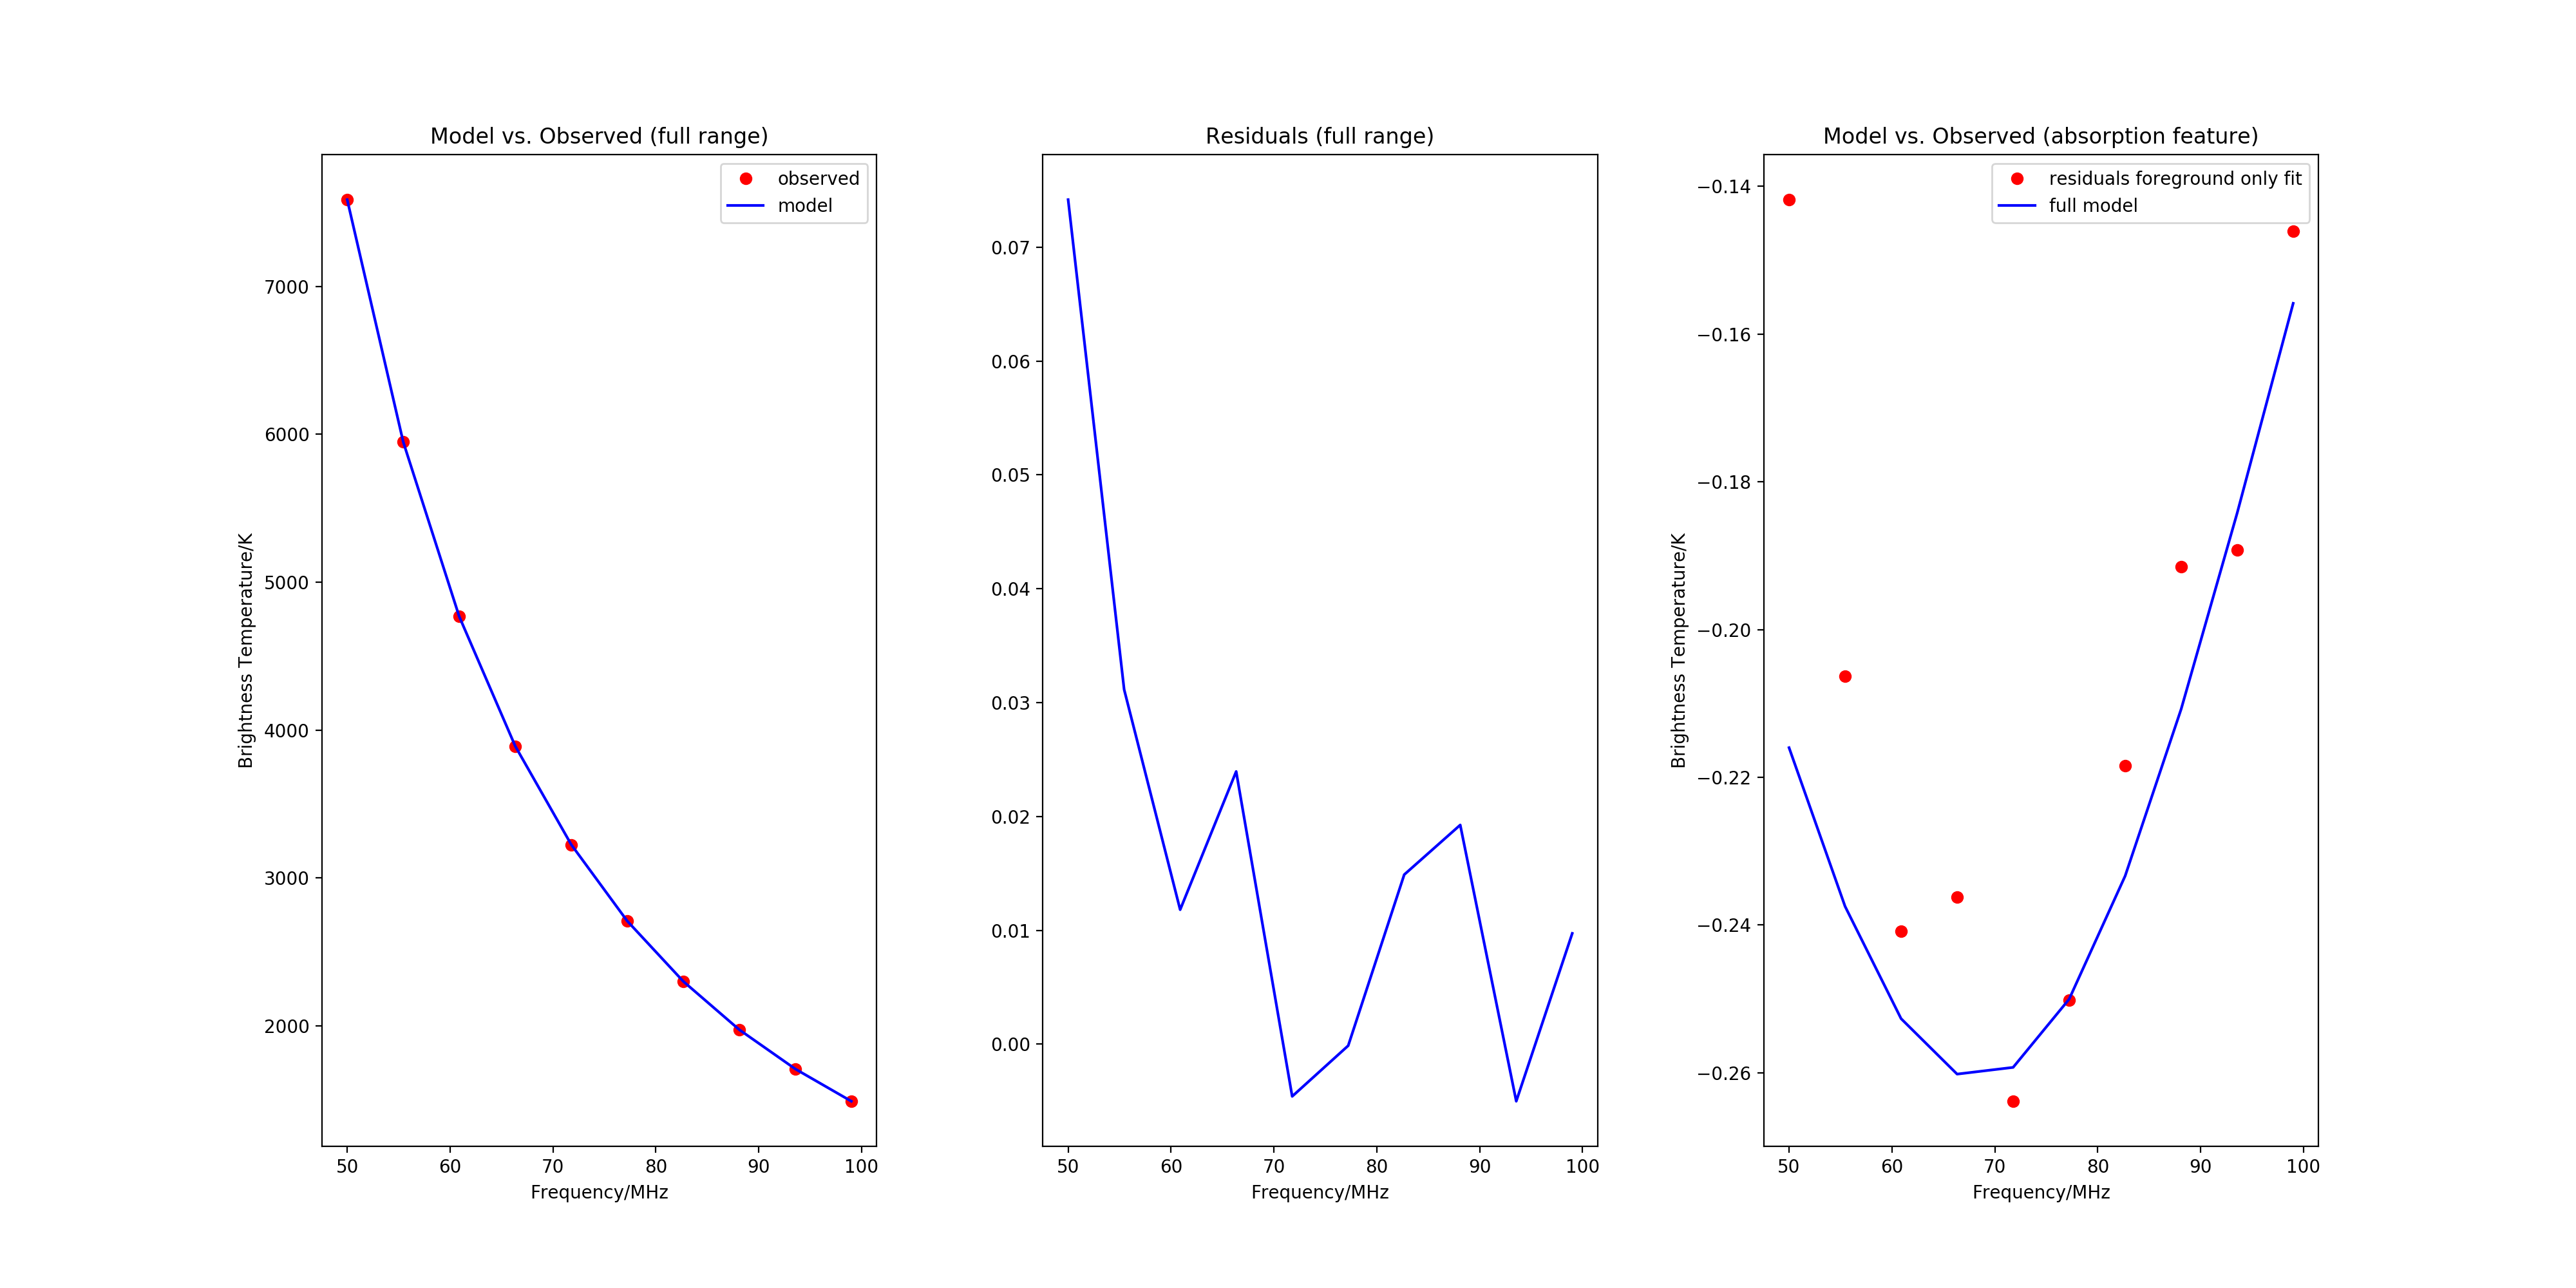 Model vs. Observed (full range)
observed
model
7000
6000
5000
4000
3000
2000
Brightness Temperature/K
50 60 70 80 90 100
Frequency/MHz
Residuals (full range)
0.07
0.06
0.05
0.04
0.03
0.02
0.01
0.00
50 60 70 80 90 100
Frequency/MHz
Model vs. Observed (absorption feature)
residuals foreground only fit
full model
−0.14
−0.16
−0.18
−0.20
−0.22
−0.24
−0.26
Brightness Temperature/K
50 60 70 80 90 100
Frequency/MHz